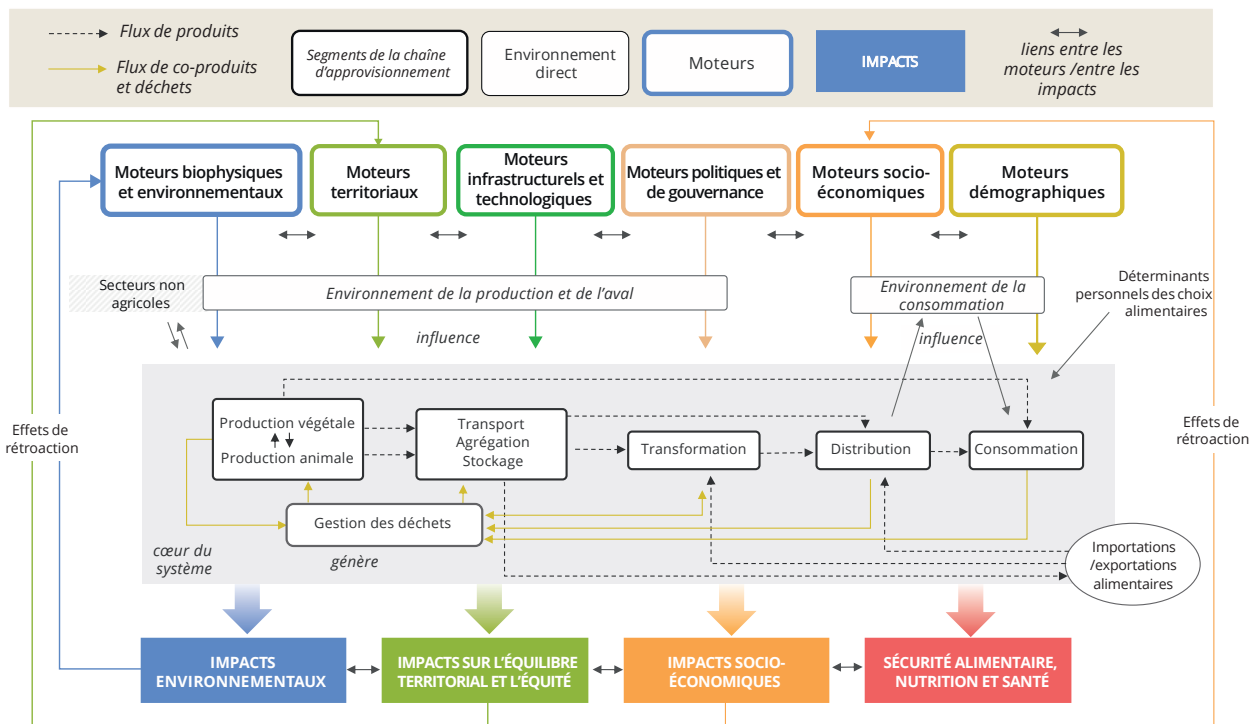 Flux de produits
Flux de co-produits
et déchets
Segments de la chaîne
d'approvisionnement
Environnement
direct
Moteurs
IMPACTS
liens entre les
moteurs /entre les
impacts
Moteurs biophysiques
et environnementaux
Moteurs
territoriaux
Moteurs
infrastructurels et
technologiques
Moteurs politiques et
de gouvernance
Moteurs socio-
économiques
Moteurs
démographiques
Secteurs non
agricoles
Environnement de la production et de l'aval
Environnement de la
consommation
Déterminants
personnels des choix
alimentaires
influence
influence
Effets de
rétroaction
Production végétale
Production animale
Transport
Agrégation
Stockage
Transformation
Distribution
Consommation
Effets de
rétroaction
Gestion des déchets
cœur du
système
génère
Importations
/exportations
alimentaires
IMPACTS
ENVIRONNEMENTAUX
IMPACTS SUR L'ÉQUILIBRE
TERRITORIAL ET L'ÉQUITÉ
IMPACTS SOCIO-
ÉCONOMIQUES
SÉCURITÉ ALIMENTAIRE,
NUTRITION ET SANTÉ